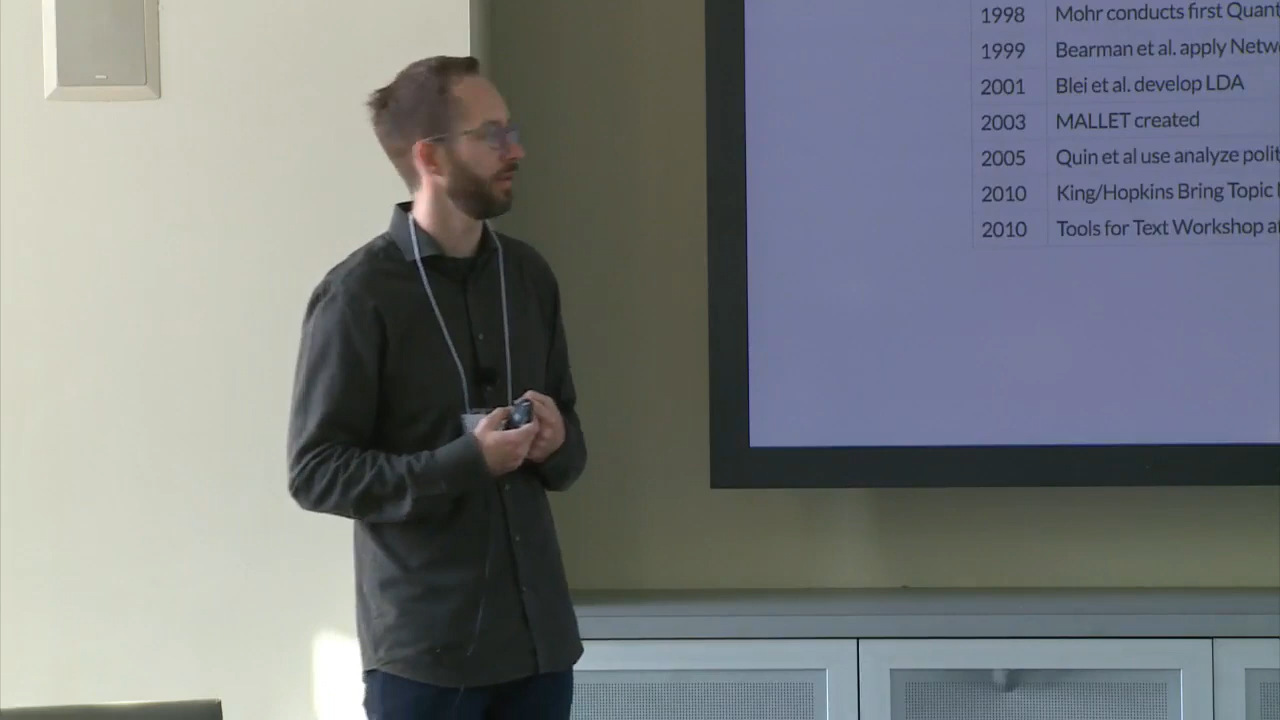 1998 Mohr conducts first Quant
1999 Bearman et al. apply Netw
2001 Blei et al. develop LDA
2003 MALLET created
2005 Quin et al use analyze polit
2010 King/Hopkins Bring Topic
2010 Tools for Text Workshop a